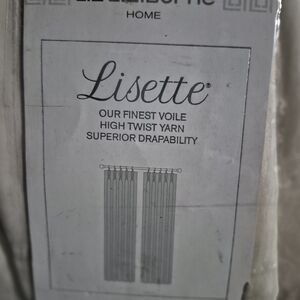 HOME
Lisette®
OUR FINEST VOILE
HIGH TWIST YARN
SUPERIOR DRAPABILITY